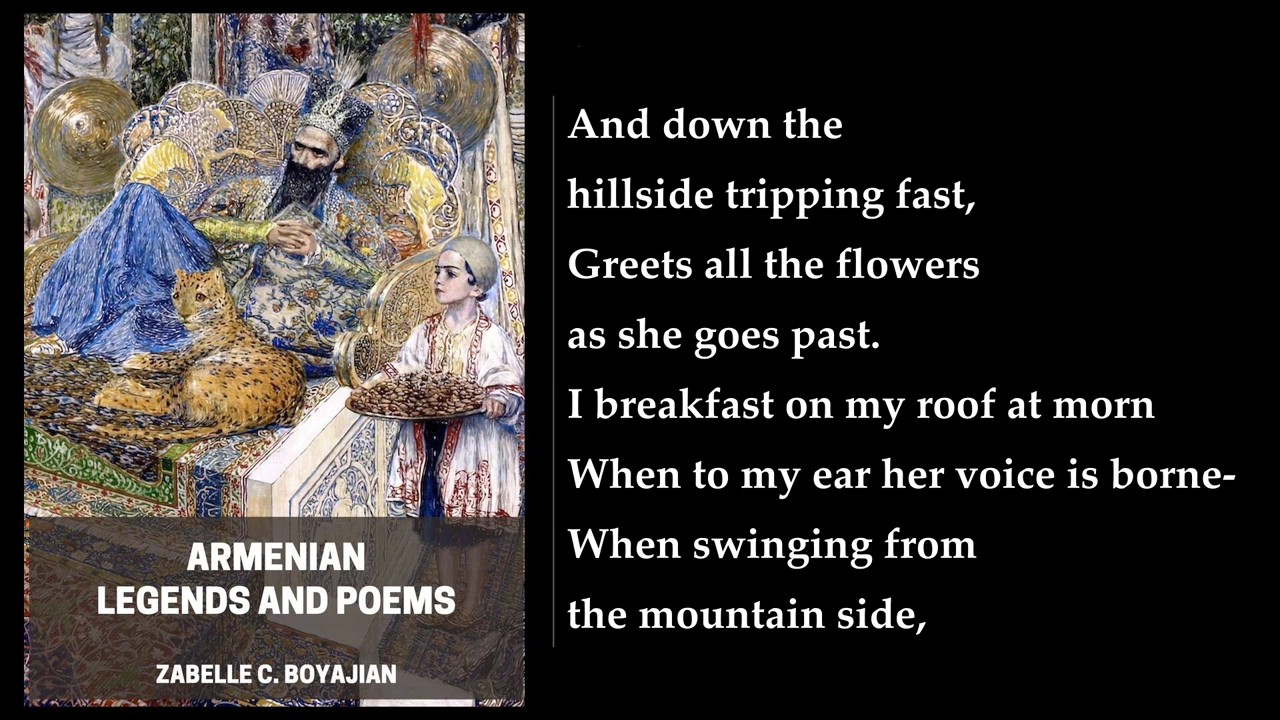 ARMENIAN
LEGENDS AND POEMS
ZABELLE C. BOYAJIAN
And down the
hillside tripping fast,
Greets all the flowers
as she goes past.
I breakfast on my roof at morn
When to my ear her voice is borne-
When swinging from
the mountain side,